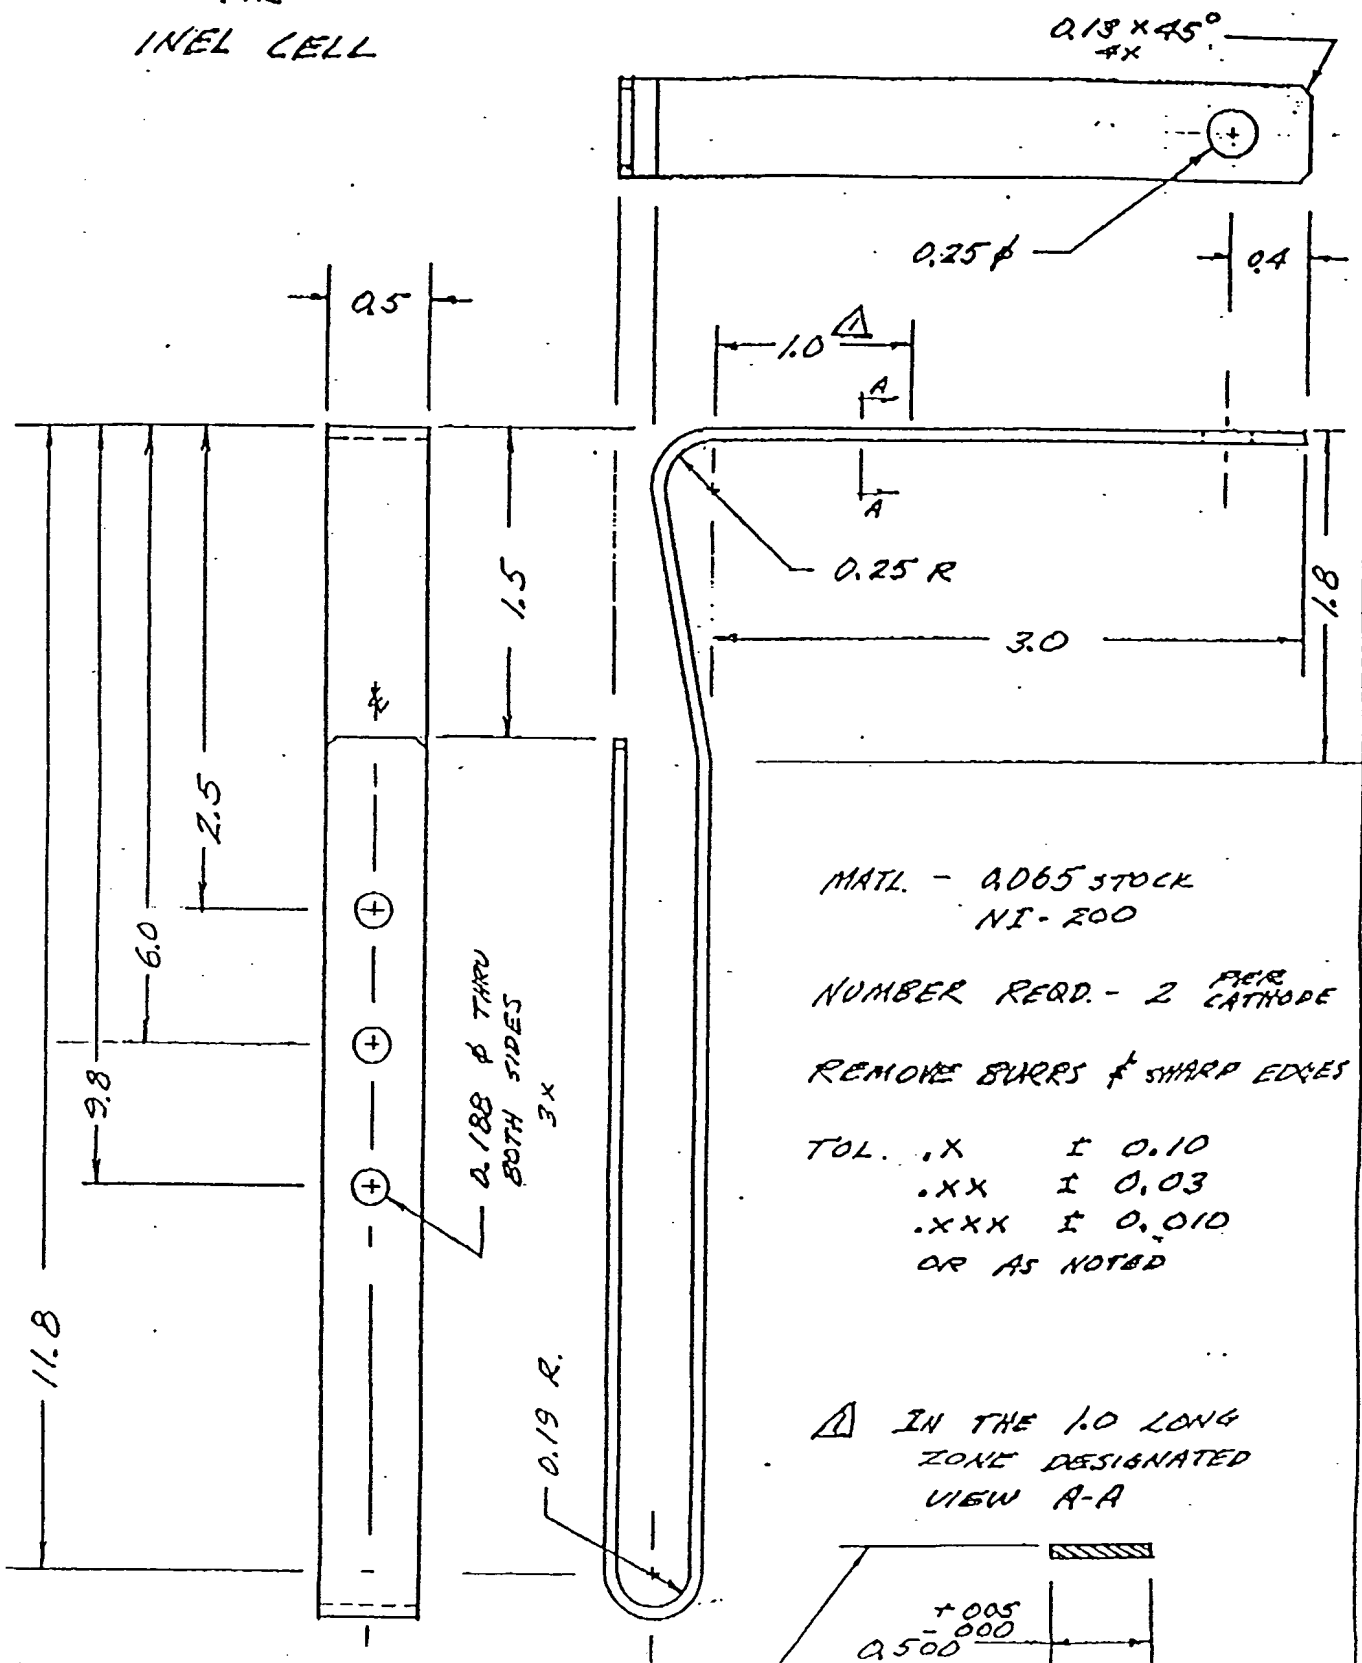 INEL CELL
0.13 X 45°
4X
0.25 ϕ
0.4
0.5
1.0 1
A
A
0.25 R
3.0
1.8
1.5
2.5
6.0
9.8
11.8
0.188 ϕ THRU
BOTH SIDES
3X
0.19 R.
MATL. - 0.065 STOCK
NI-200
NUMBER REQD. - 2 PER
CATHODE
REMOVE BURRS & SHARP EDGES
TOL. .X ± 0.10
.XX ± 0.03
.XXX ± 0.010
OR AS NOTED
1 IN THE 1.0 LONG
ZONE DESIGNATED
VIEW A-A
+.005
-.000
0.500